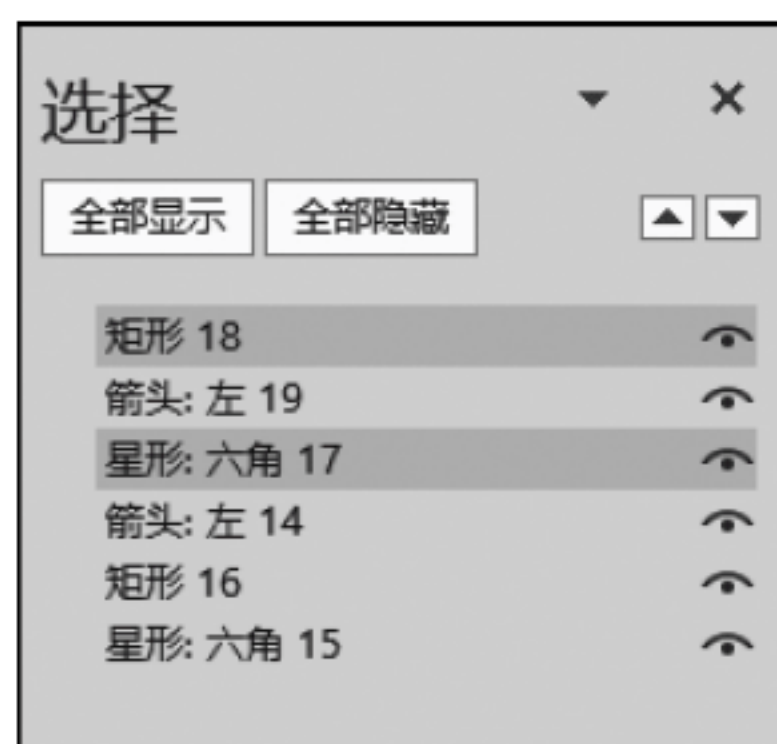 选择
全部显示 全部隐藏
矩形 18
箭头: 左 19
星形: 六角 17
箭头: 左 14
矩形 16
星形: 六角 15